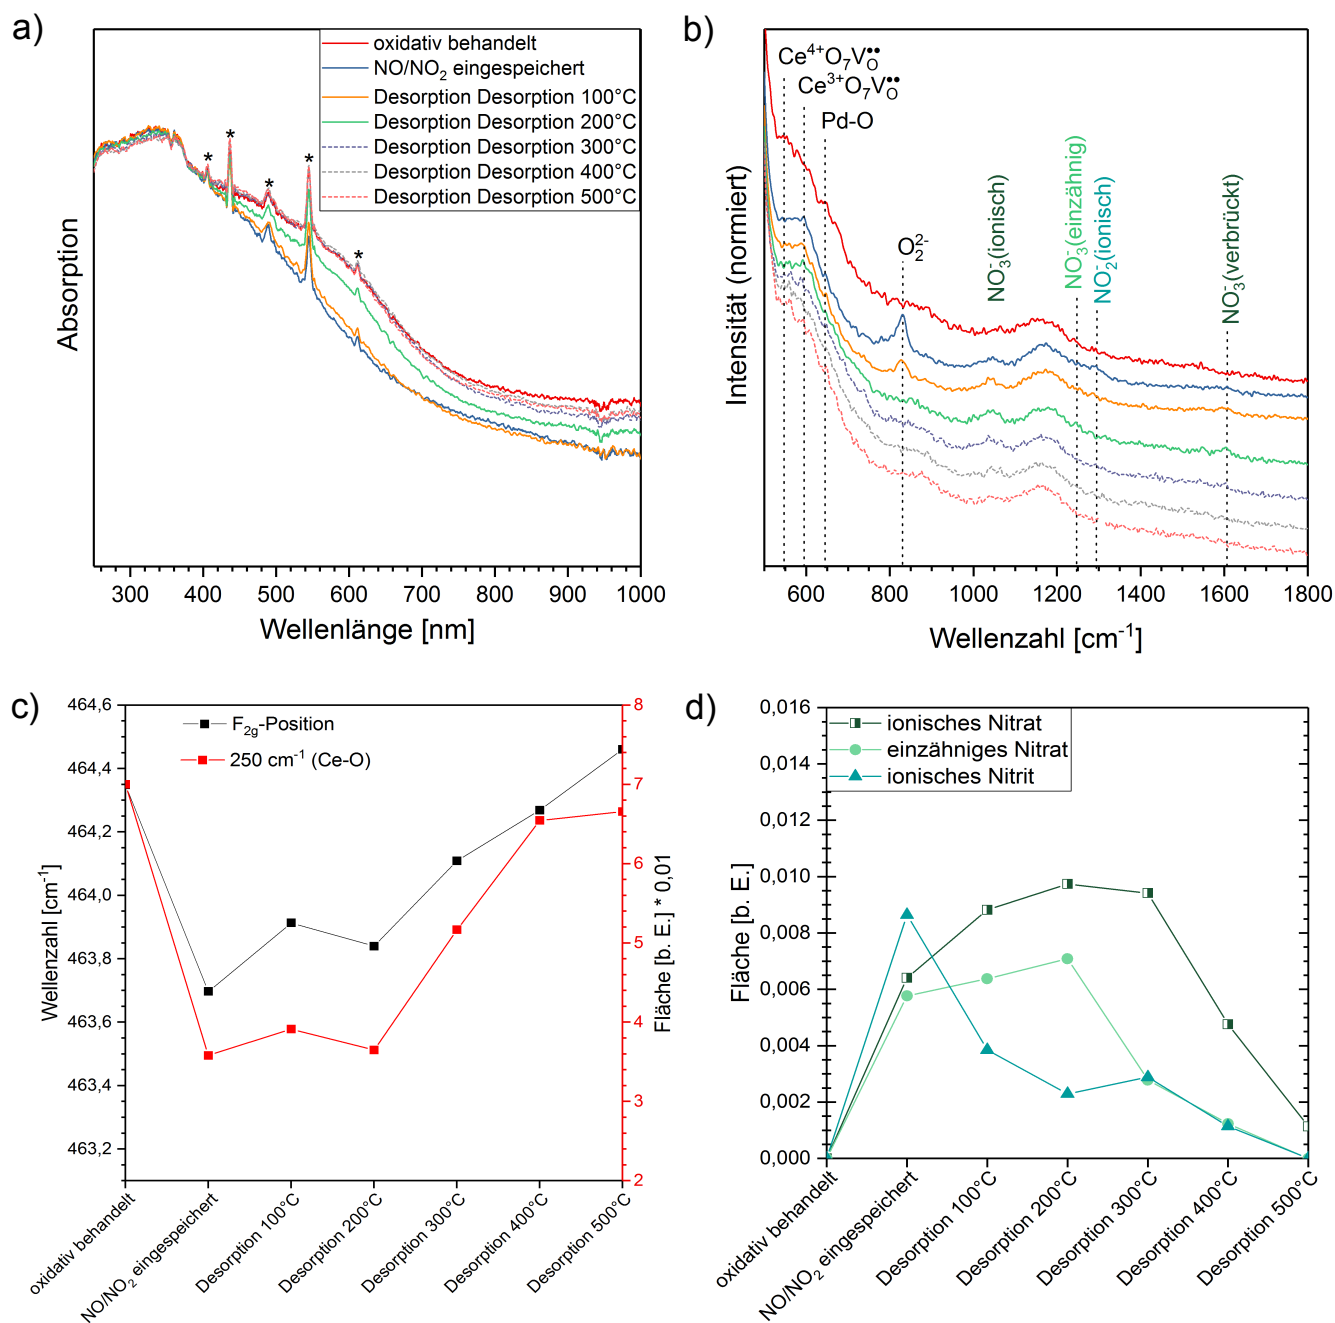 a)
oxidativ behandelt
NO/NO₂ eingespeichert
Desorption Desorption 100°C
Desorption Desorption 200°C
Desorption Desorption 300°C
Desorption Desorption 400°C
Desorption Desorption 500°C
* * * * *
Absorption
300 400 500 600 700 800 900 1000
Wellenlänge [nm]
b)
Ce⁴⁺O₇V_O^••
Ce³⁺O₇V_O^••
Pd-O
O₂²⁻
NO₃⁻(ionisch)
NO₃⁻(einzähnig)
NO₂⁻(ionisch)
NO₃⁻(verbrückt)
Intensität (normiert)
600 800 1000 1200 1400 1600 1800
Wellenzahl [cm⁻¹]
c)
F₂g-Position
250 cm⁻¹ (Ce-O)
464,6
464,4
464,2
464,0
463,8
463,6
463,4
463,2
Wellenzahl [cm⁻¹]
8
7
6
5
4
3
2
Fläche [b. E.] * 0,01
oxidativ behandelt
NO/NO₂ eingespeichert
Desorption 100°C
Desorption 200°C
Desorption 300°C
Desorption 400°C
Desorption 500°C
d)
ionisches Nitrat
einzähniges Nitrat
ionisches Nitrit
0,016
0,014
0,012
0,010
0,008
0,006
0,004
0,002
0,000
Fläche [b. E.]
oxidativ behandelt
NO/NO₂ eingespeichert
Desorption 100°C
Desorption 200°C
Desorption 300°C
Desorption 400°C
Desorption 500°C